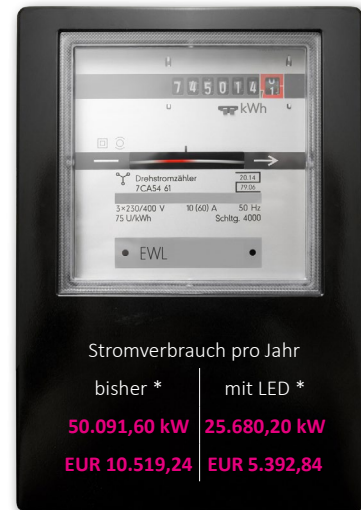 745014,1
kWh
Drehstromzähler 20.14
7CA54 61 79.06
3×230/400 V 10 (60) A 50 Hz
75 U/kWh Schltg. 4000
EWL
Stromverbrauch pro Jahr
bisher * mit LED *
50.091,60 kW 25.680,20 kW
EUR 10.519,24 EUR 5.392,84